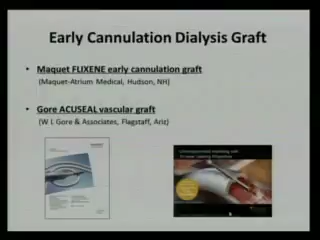 Early Cannulation Dialysis Graft
• Maquet FLIXENE early cannulation graft
(Maquet-Atrium Medical, Hudson, NH)
• Gore ACUSEAL vascular graft
(W L Gore & Associates, Flagstaff, Ariz)